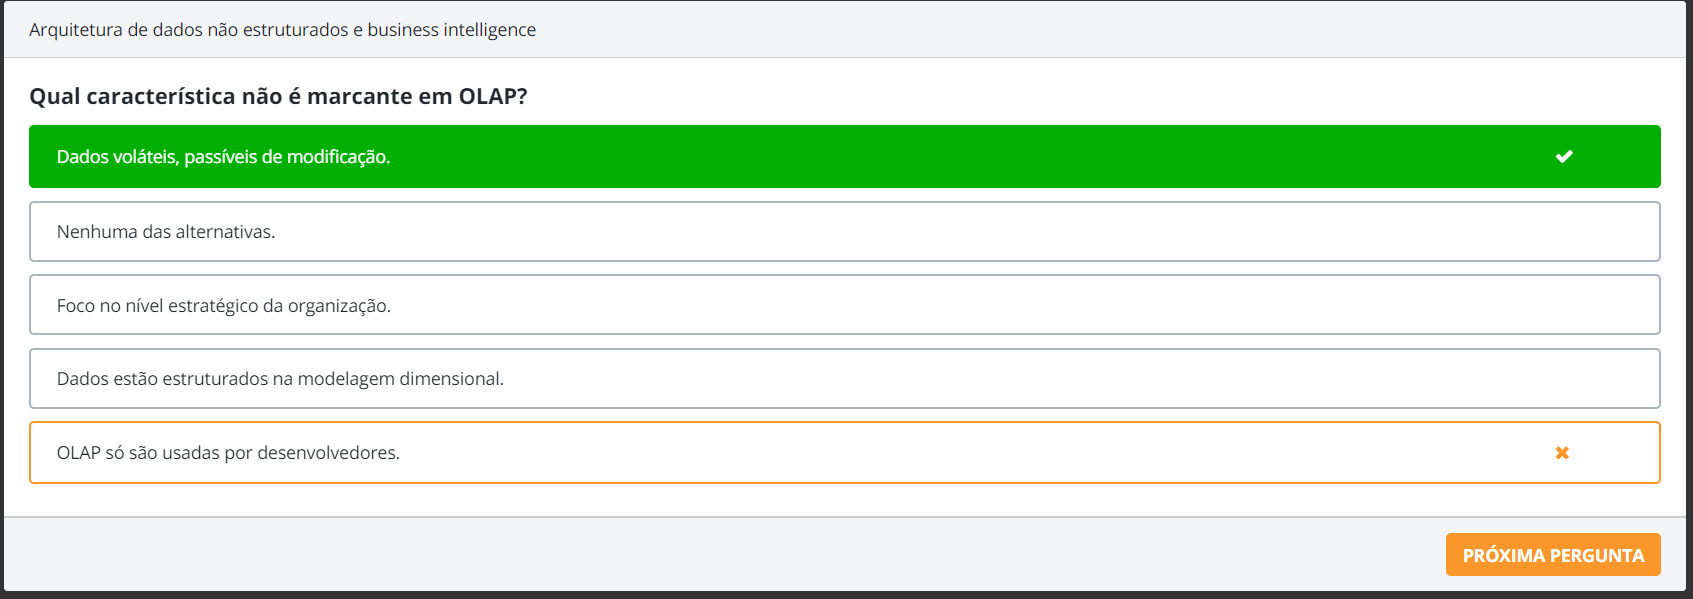 Arquitetura de dados não estruturados e business intelligence
Qual característica não é marcante em OLAP?
Dados voláteis, passíveis de modificação.
Nenhuma das alternativas.
Foco no nível estratégico da organização.
Dados estão estruturados na modelagem dimensional.
OLAP só são usadas por desenvolvedores.
PRÓXIMA PERGUNTA